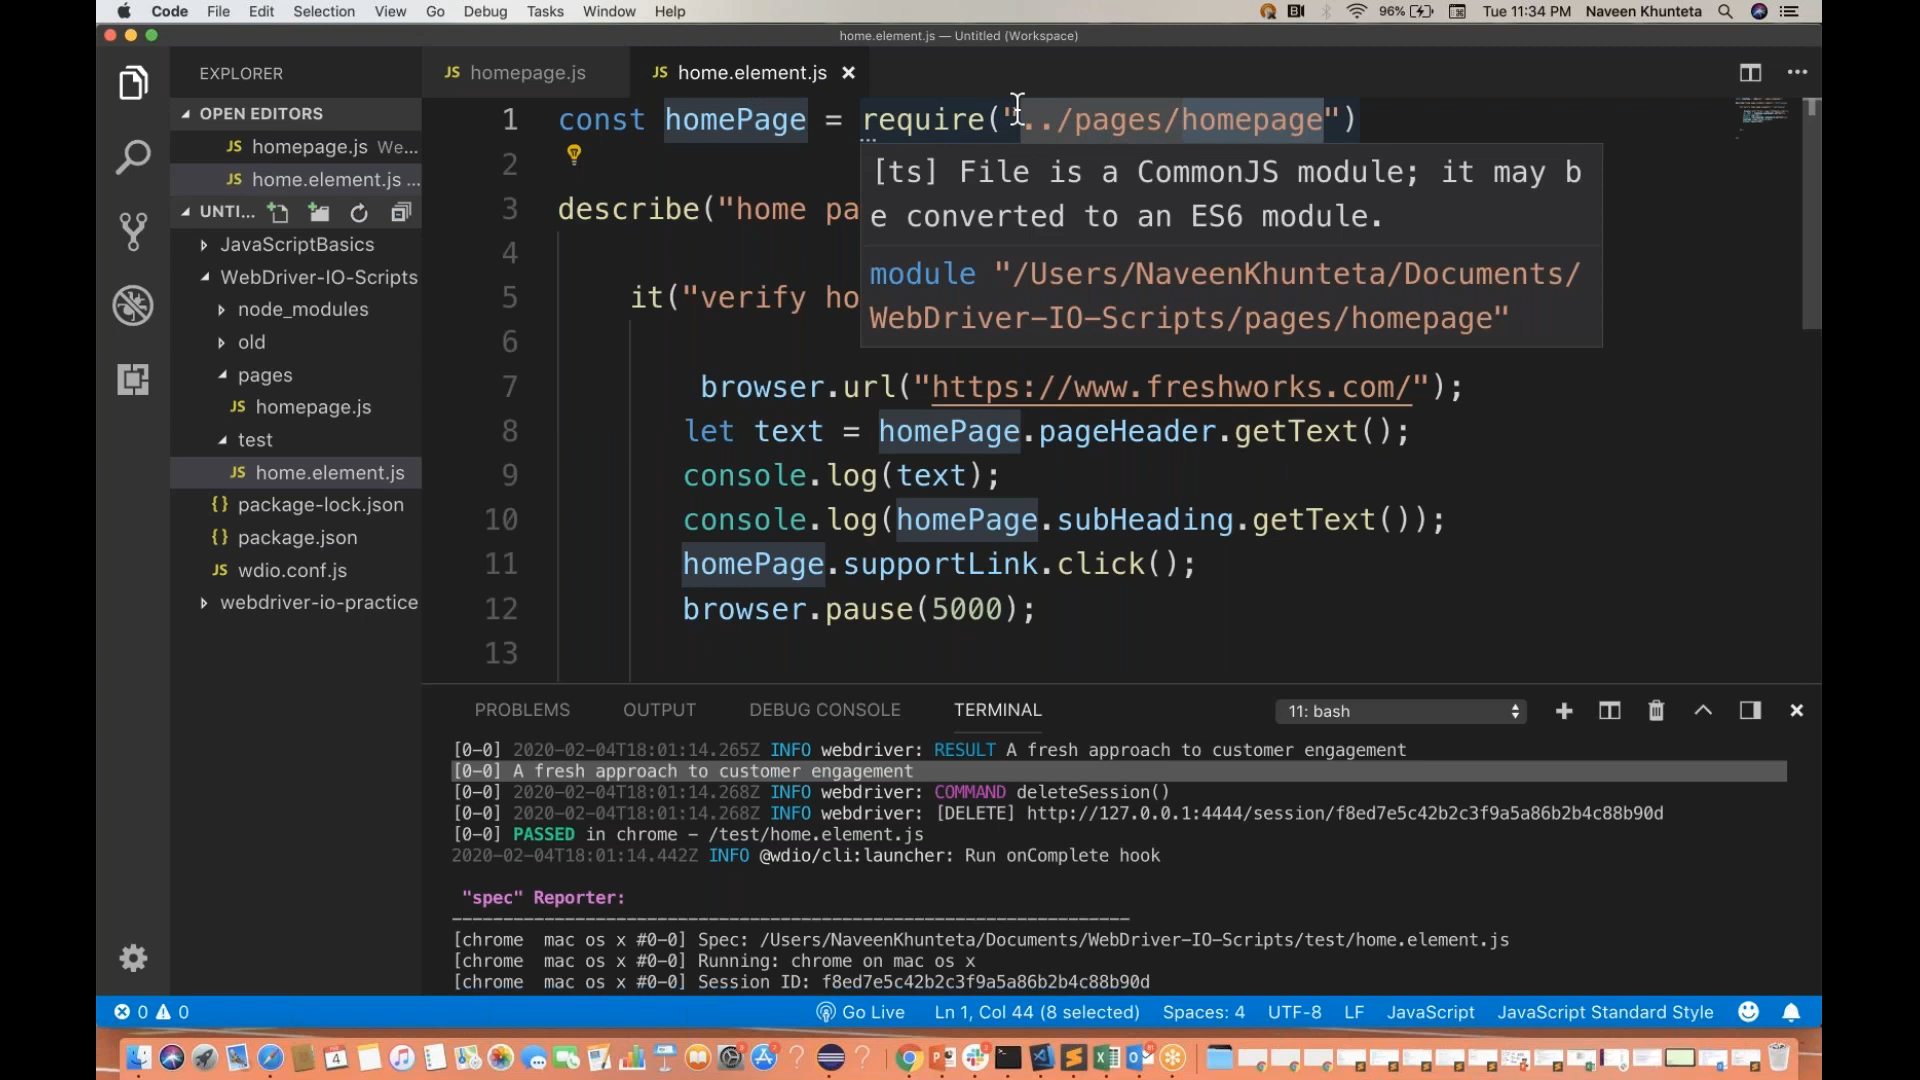 Code File Edit Selection View Go Debug Tasks Window Help
96% Tue 11:34 PM Naveen Khunteta
home.element.js — Untitled (Workspace)
EXPLORER
OPEN EDITORS
JS homepage.js We...
JS home.element.js ...
UNTI...
JavaScriptBasics
WebDriver-IO-Scripts
node_modules
old
pages
JS homepage.js
test
JS home.element.js
{} package-lock.json
{} package.json
JS wdio.conf.js
webdriver-io-practice
JS homepage.js
JS home.element.js
1 const homePage = require("../pages/homepage")
2
3 describe("home pa
4
5 it("verify ho
6
7 browser.url("https://www.freshworks.com/");
8 let text = homePage.pageHeader.getText();
9 console.log(text);
10 console.log(homePage.subHeading.getText());
11 homePage.supportLink.click();
12 browser.pause(5000);
13
[ts] File is a CommonJS module; it may b
e converted to an ES6 module.
module "/Users/NaveenKhunteta/Documents/
WebDriver-IO-Scripts/pages/homepage"
PROBLEMS OUTPUT DEBUG CONSOLE TERMINAL 11: bash
[0-0] 2020-02-04T18:01:14.265Z INFO webdriver: RESULT A fresh approach to customer engagement
[0-0] A fresh approach to customer engagement
[0-0] 2020-02-04T18:01:14.268Z INFO webdriver: COMMAND deleteSession()
[0-0] 2020-02-04T18:01:14.268Z INFO webdriver: [DELETE] http://127.0.0.1:4444/session/f8ed7e5c42b2c3f9a5a86b2b4c88b90d
[0-0] PASSED in chrome - /test/home.element.js
2020-02-04T18:01:14.442Z INFO @wdio/cli:launcher: Run onComplete hook
"spec" Reporter:
------------------------------------------------------------------
[chrome mac os x #0-0] Spec: /Users/NaveenKhunteta/Documents/WebDriver-IO-Scripts/test/home.element.js
[chrome mac os x #0-0] Running: chrome on mac os x
[chrome mac os x #0-0] Session ID: f8ed7e5c42b2c3f9a5a86b2b4c88b90d
0 0 Go Live Ln 1, Col 44 (8 selected) Spaces: 4 UTF-8 LF JavaScript JavaScript Standard Style